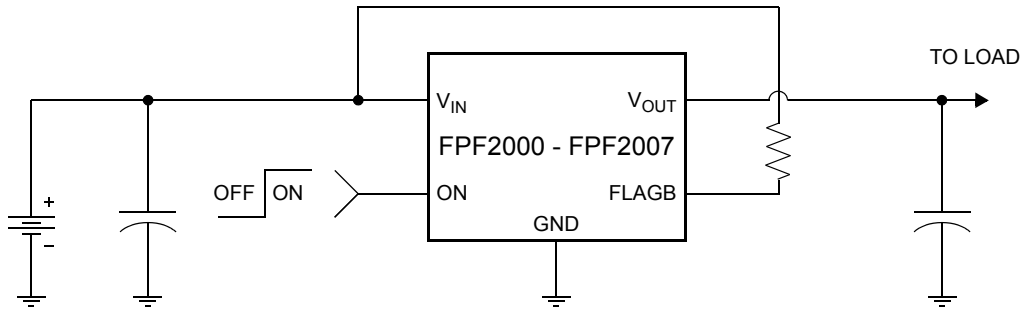 TO LOAD
V_IN
V_OUT
FPF2000 - FPF2007
OFF
ON
ON
FLAGB
GND
+
–